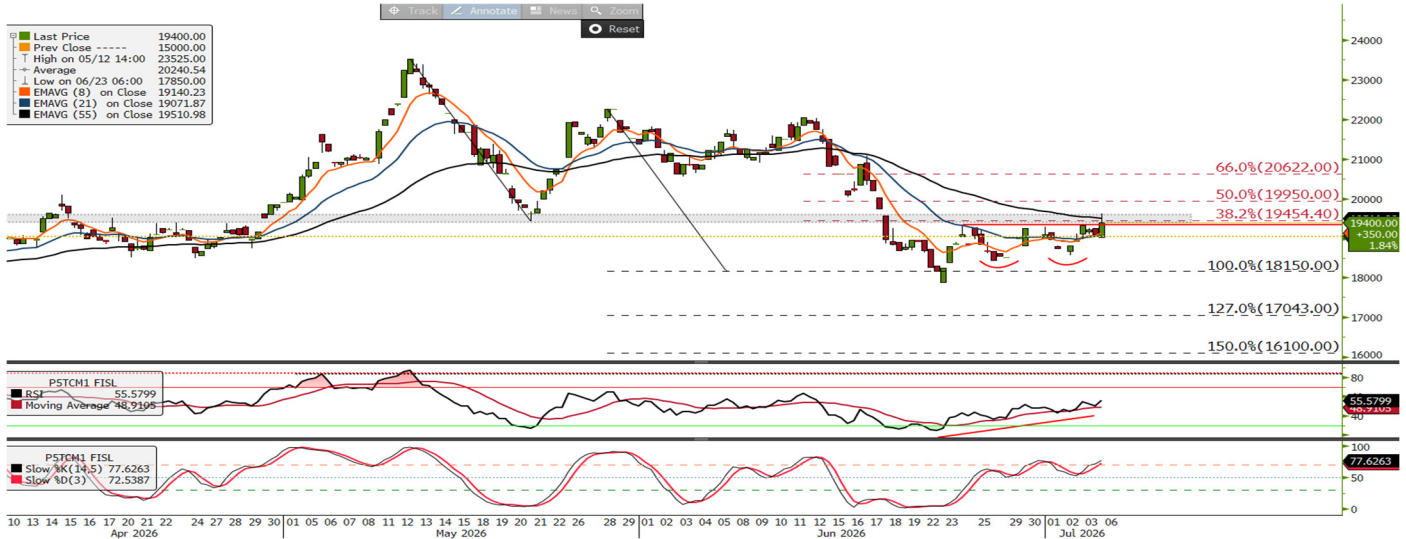 Track Annotate News Zoom
Reset
Last Price 19400.00
Prev Close ----- 15000.00
High on 05/12 14:00 23525.00
Average 20240.54
Low on 06/23 06:00 17850.00
EMAVG (8) on Close 19140.23
EMAVG (21) on Close 19071.87
EMAVG (55) on Close 19510.98
24000
23000
22000
21000
66.0%(20622.00)
50.0%(19950.00)
20000
38.2%(19454.40)
19400.00
+350.00
1.84%
100.0%(18150.00)
18000
127.0%(17043.00)
17000
150.0%(16100.00)
16000
P5TCM1 FISL
RSI 55.5799
Moving Average 48.9105
80
55.5799
48.9105
40
P5TCM1 FISL
Slow %K(14,5) 77.6263
Slow %D(3) 72.5387
100
77.6263
50
0
10 13 14 15 16 17 20 21 22 24 27 28 29 30 01 05 06 07 08 11 12 13 14 15 18 19 20 21 22 26 28 29 01 02 03 04 05 08 09 10 11 12 15 16 17 18 19 22 23 25 29 30 01 02 03 06
Apr 2026 May 2026 Jun 2026 Jul 2026